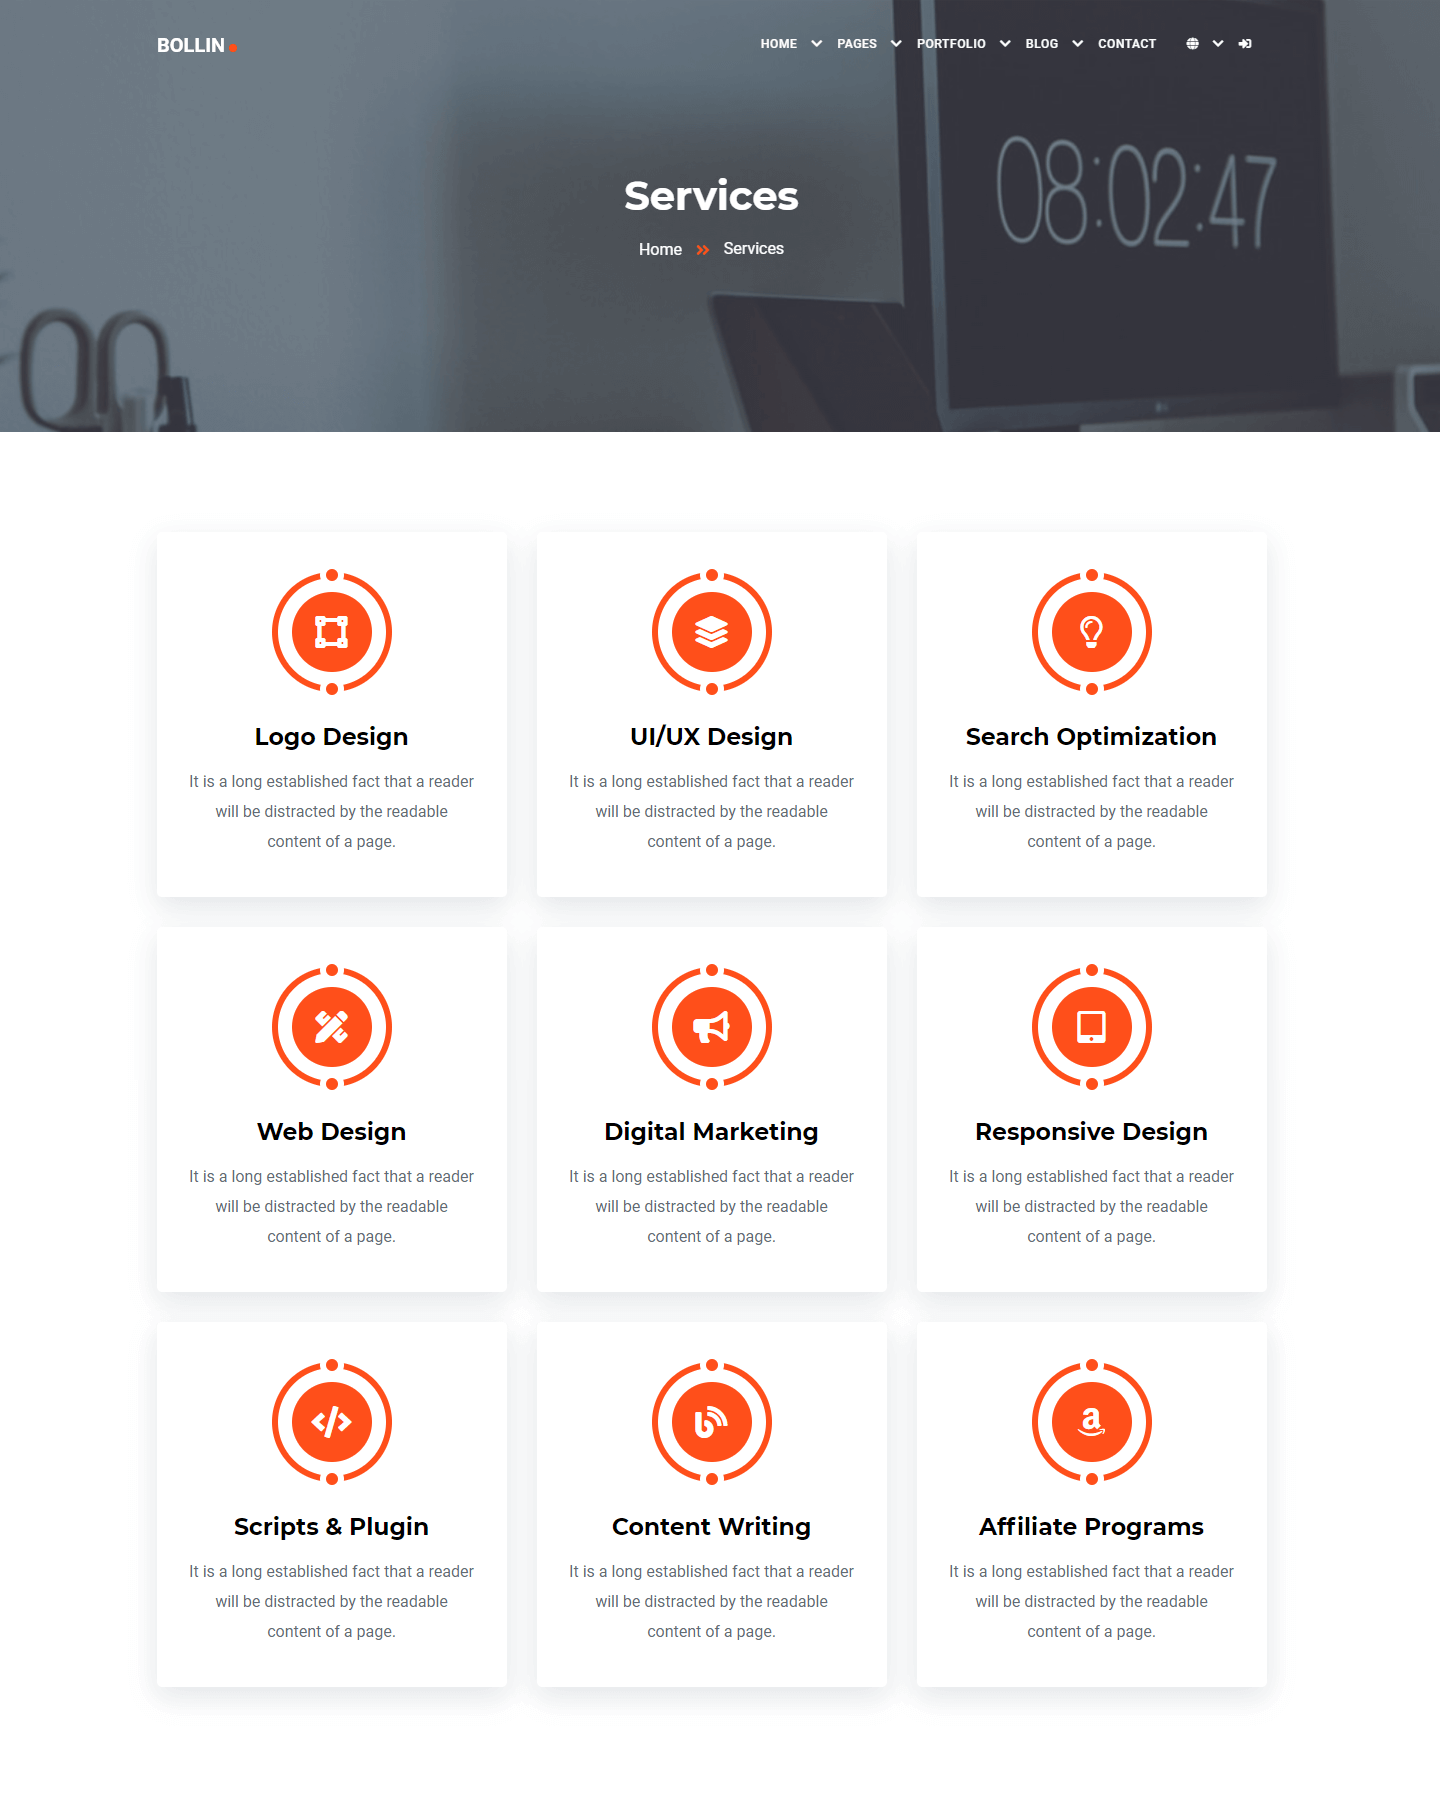 BOLLIN
HOME PAGES PORTFOLIO BLOG CONTACT
08:02:47
Services
Home Services
Logo Design
It is a long established fact that a reader
will be distracted by the readable
content of a page.
UI/UX Design
It is a long established fact that a reader
will be distracted by the readable
content of a page.
Search Optimization
It is a long established fact that a reader
will be distracted by the readable
content of a page.
Web Design
It is a long established fact that a reader
will be distracted by the readable
content of a page.
Digital Marketing
It is a long established fact that a reader
will be distracted by the readable
content of a page.
Responsive Design
It is a long established fact that a reader
will be distracted by the readable
content of a page.
Scripts & Plugin
It is a long established fact that a reader
will be distracted by the readable
content of a page.
Content Writing
It is a long established fact that a reader
will be distracted by the readable
content of a page.
Affiliate Programs
It is a long established fact that a reader
will be distracted by the readable
content of a page.